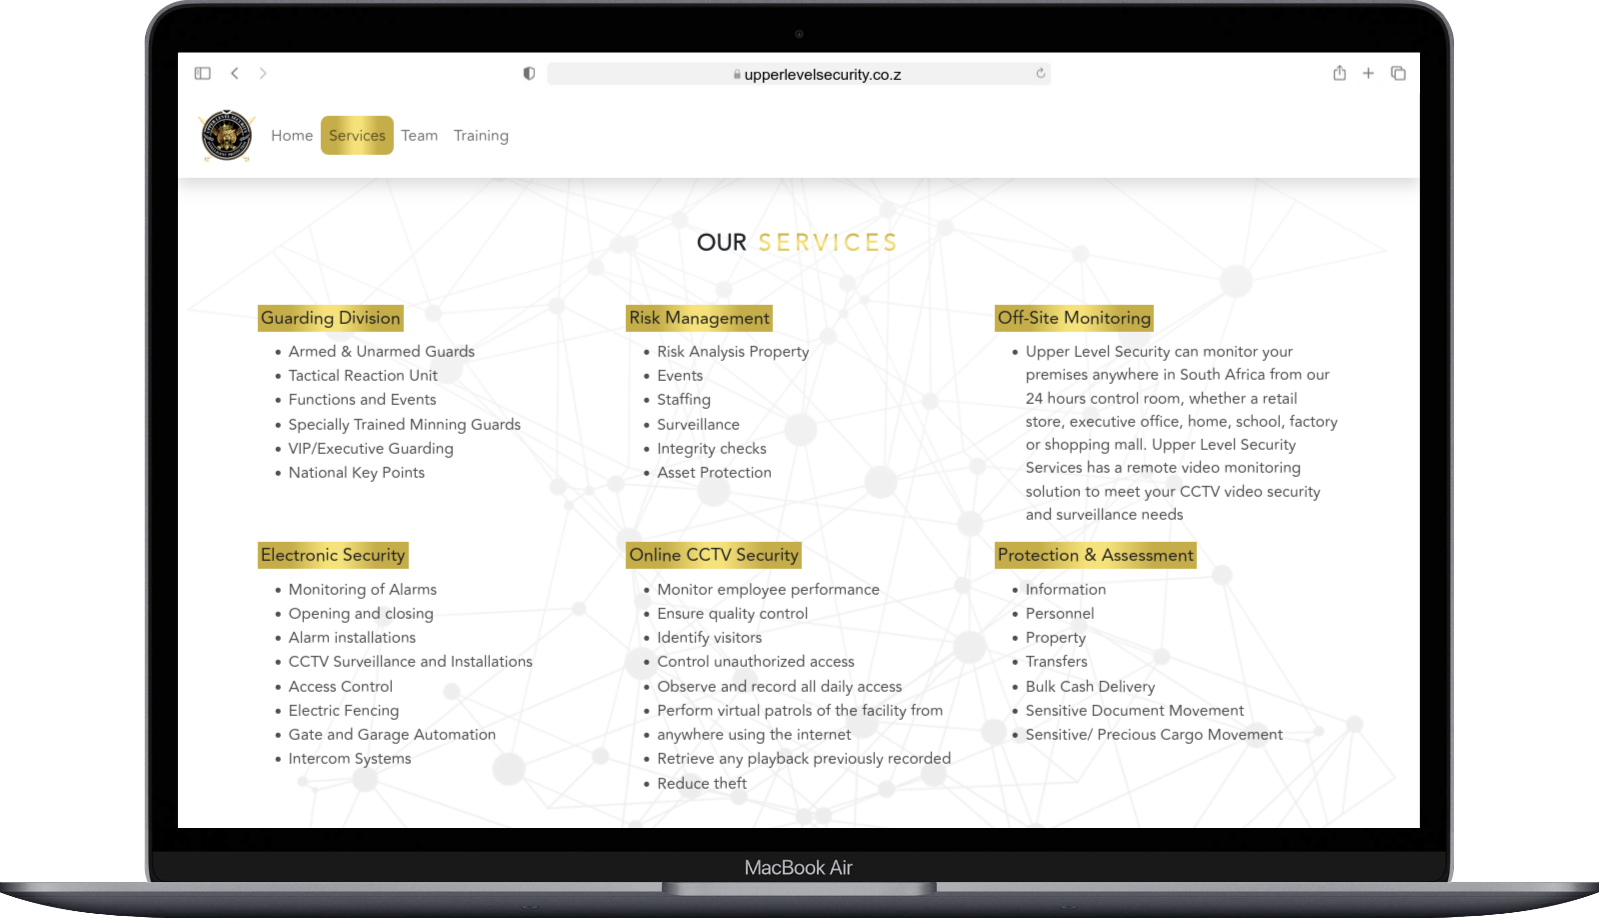 upperlevelsecurity.co.z
Home Services Team Training
OUR SERVICES
Guarding Division
• Armed & Unarmed Guards
• Tactical Reaction Unit
• Functions and Events
• Specially Trained Minning Guards
• VIP/Executive Guarding
• National Key Points
Risk Management
• Risk Analysis Property
• Events
• Staffing
• Surveillance
• Integrity checks
• Asset Protection
Off-Site Monitoring
• Upper Level Security can monitor your
premises anywhere in South Africa from our
24 hours control room, whether a retail
store, executive office, home, school, factory
or shopping mall. Upper Level Security
Services has a remote video monitoring
solution to meet your CCTV video security
and surveillance needs
Electronic Security
• Monitoring of Alarms
• Opening and closing
• Alarm installations
• CCTV Surveillance and Installations
• Access Control
• Electric Fencing
• Gate and Garage Automation
• Intercom Systems
Online CCTV Security
• Monitor employee performance
• Ensure quality control
• Identify visitors
• Control unauthorized access
• Observe and record all daily access
• Perform virtual patrols of the facility from
• anywhere using the internet
• Retrieve any playback previously recorded
• Reduce theft
Protection & Assessment
• Information
• Personnel
• Property
• Transfers
• Bulk Cash Delivery
• Sensitive Document Movement
• Sensitive/ Precious Cargo Movement
MacBook Air